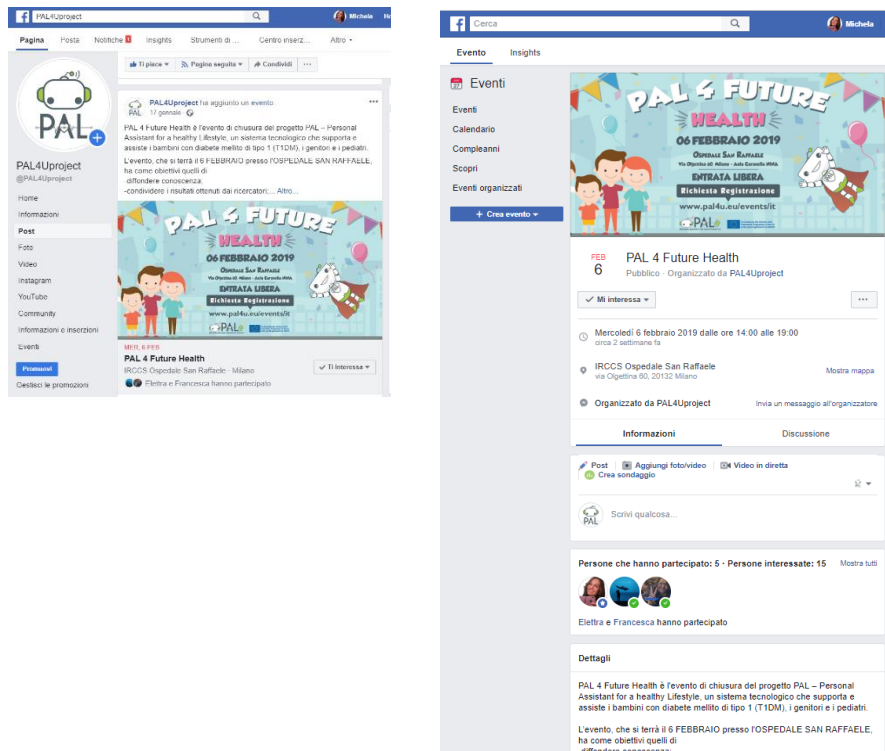 PAL4Uproject
Michela
Pagina Posta Notifiche Insights Strumenti di ... Centro inserz... Altro
Ti piace Pagina seguita Condividi ...
PAL
PAL4Uproject
@PAL4Uproject
Home
Informazioni
Post
Foto
Video
Instagram
YouTube
Community
Informazioni e inserzioni
Eventi
Promuovi
Gestisci le promozioni
PAL4Uproject ha aggiunto un evento.
17 gennaio
PAL
PAL 4 Future Health è l'evento di chiusura del progetto PAL – Personal
Assistant for a healthy Lifestyle, un sistema tecnologico che supporta e
assiste i bambini con diabete mellito di tipo 1 (T1DM), i genitori e i pediatri.
L'evento, che si terrà il 6 FEBBRAIO presso l'OSPEDALE SAN RAFFAELE,
ha come obiettivi quelli di
diffondere conoscenza;
-condividere i risultati ottenuti dai ricercatori;... Altro...
PAL 4 FUTURE
HEALTH
06 FEBBRAIO 2019
OSPEDALE SAN RAFFAELE
ENTRATA LIBERA
Richiesta Registrazione
www.pal4u.eu/events/it
PAL
MER, 6 FEB
PAL 4 Future Health
IRCCS Ospedale San Raffaele - Milano
Ti interessa
Elettra e Francesca hanno partecipato
Cerca
Michela
Evento Insights
Eventi
Eventi
Calendario
Compleanni
Scopri
Eventi organizzati
+ Crea evento
PAL 4 FUTURE
HEALTH
06 FEBBRAIO 2019
OSPEDALE SAN RAFFAELE
ENTRATA LIBERA
Richiesta Registrazione
www.pal4u.eu/events/it
PAL
FEB
6
PAL 4 Future Health
Pubblico · Organizzato da PAL4Uproject
Mi interessa ...
Mercoledì 6 febbraio 2019 dalle ore 14:00 alle 19:00
circa 2 settimane fa
IRCCS Ospedale San Raffaele
via Olgettina 60, 20132 Milano
Mostra mappa
Organizzato da PAL4Uproject
Invia un messaggio all'organizzatore
Informazioni Discussione
Post Aggiungi foto/video Video in diretta
Crea sondaggio
PAL
Scrivi qualcosa...
Persone che hanno partecipato: 5 · Persone interessate: 15 Mostra tutti
Elettra e Francesca hanno partecipato
Dettagli
PAL 4 Future Health è l'evento di chiusura del progetto PAL – Personal
Assistant for a healthy Lifestyle, un sistema tecnologico che supporta e
assiste i bambini con diabete mellito di tipo 1 (T1DM), i genitori e i pediatri.
L'evento, che si terrà il 6 FEBBRAIO presso l'OSPEDALE SAN RAFFAELE,
ha come obiettivi quelli di